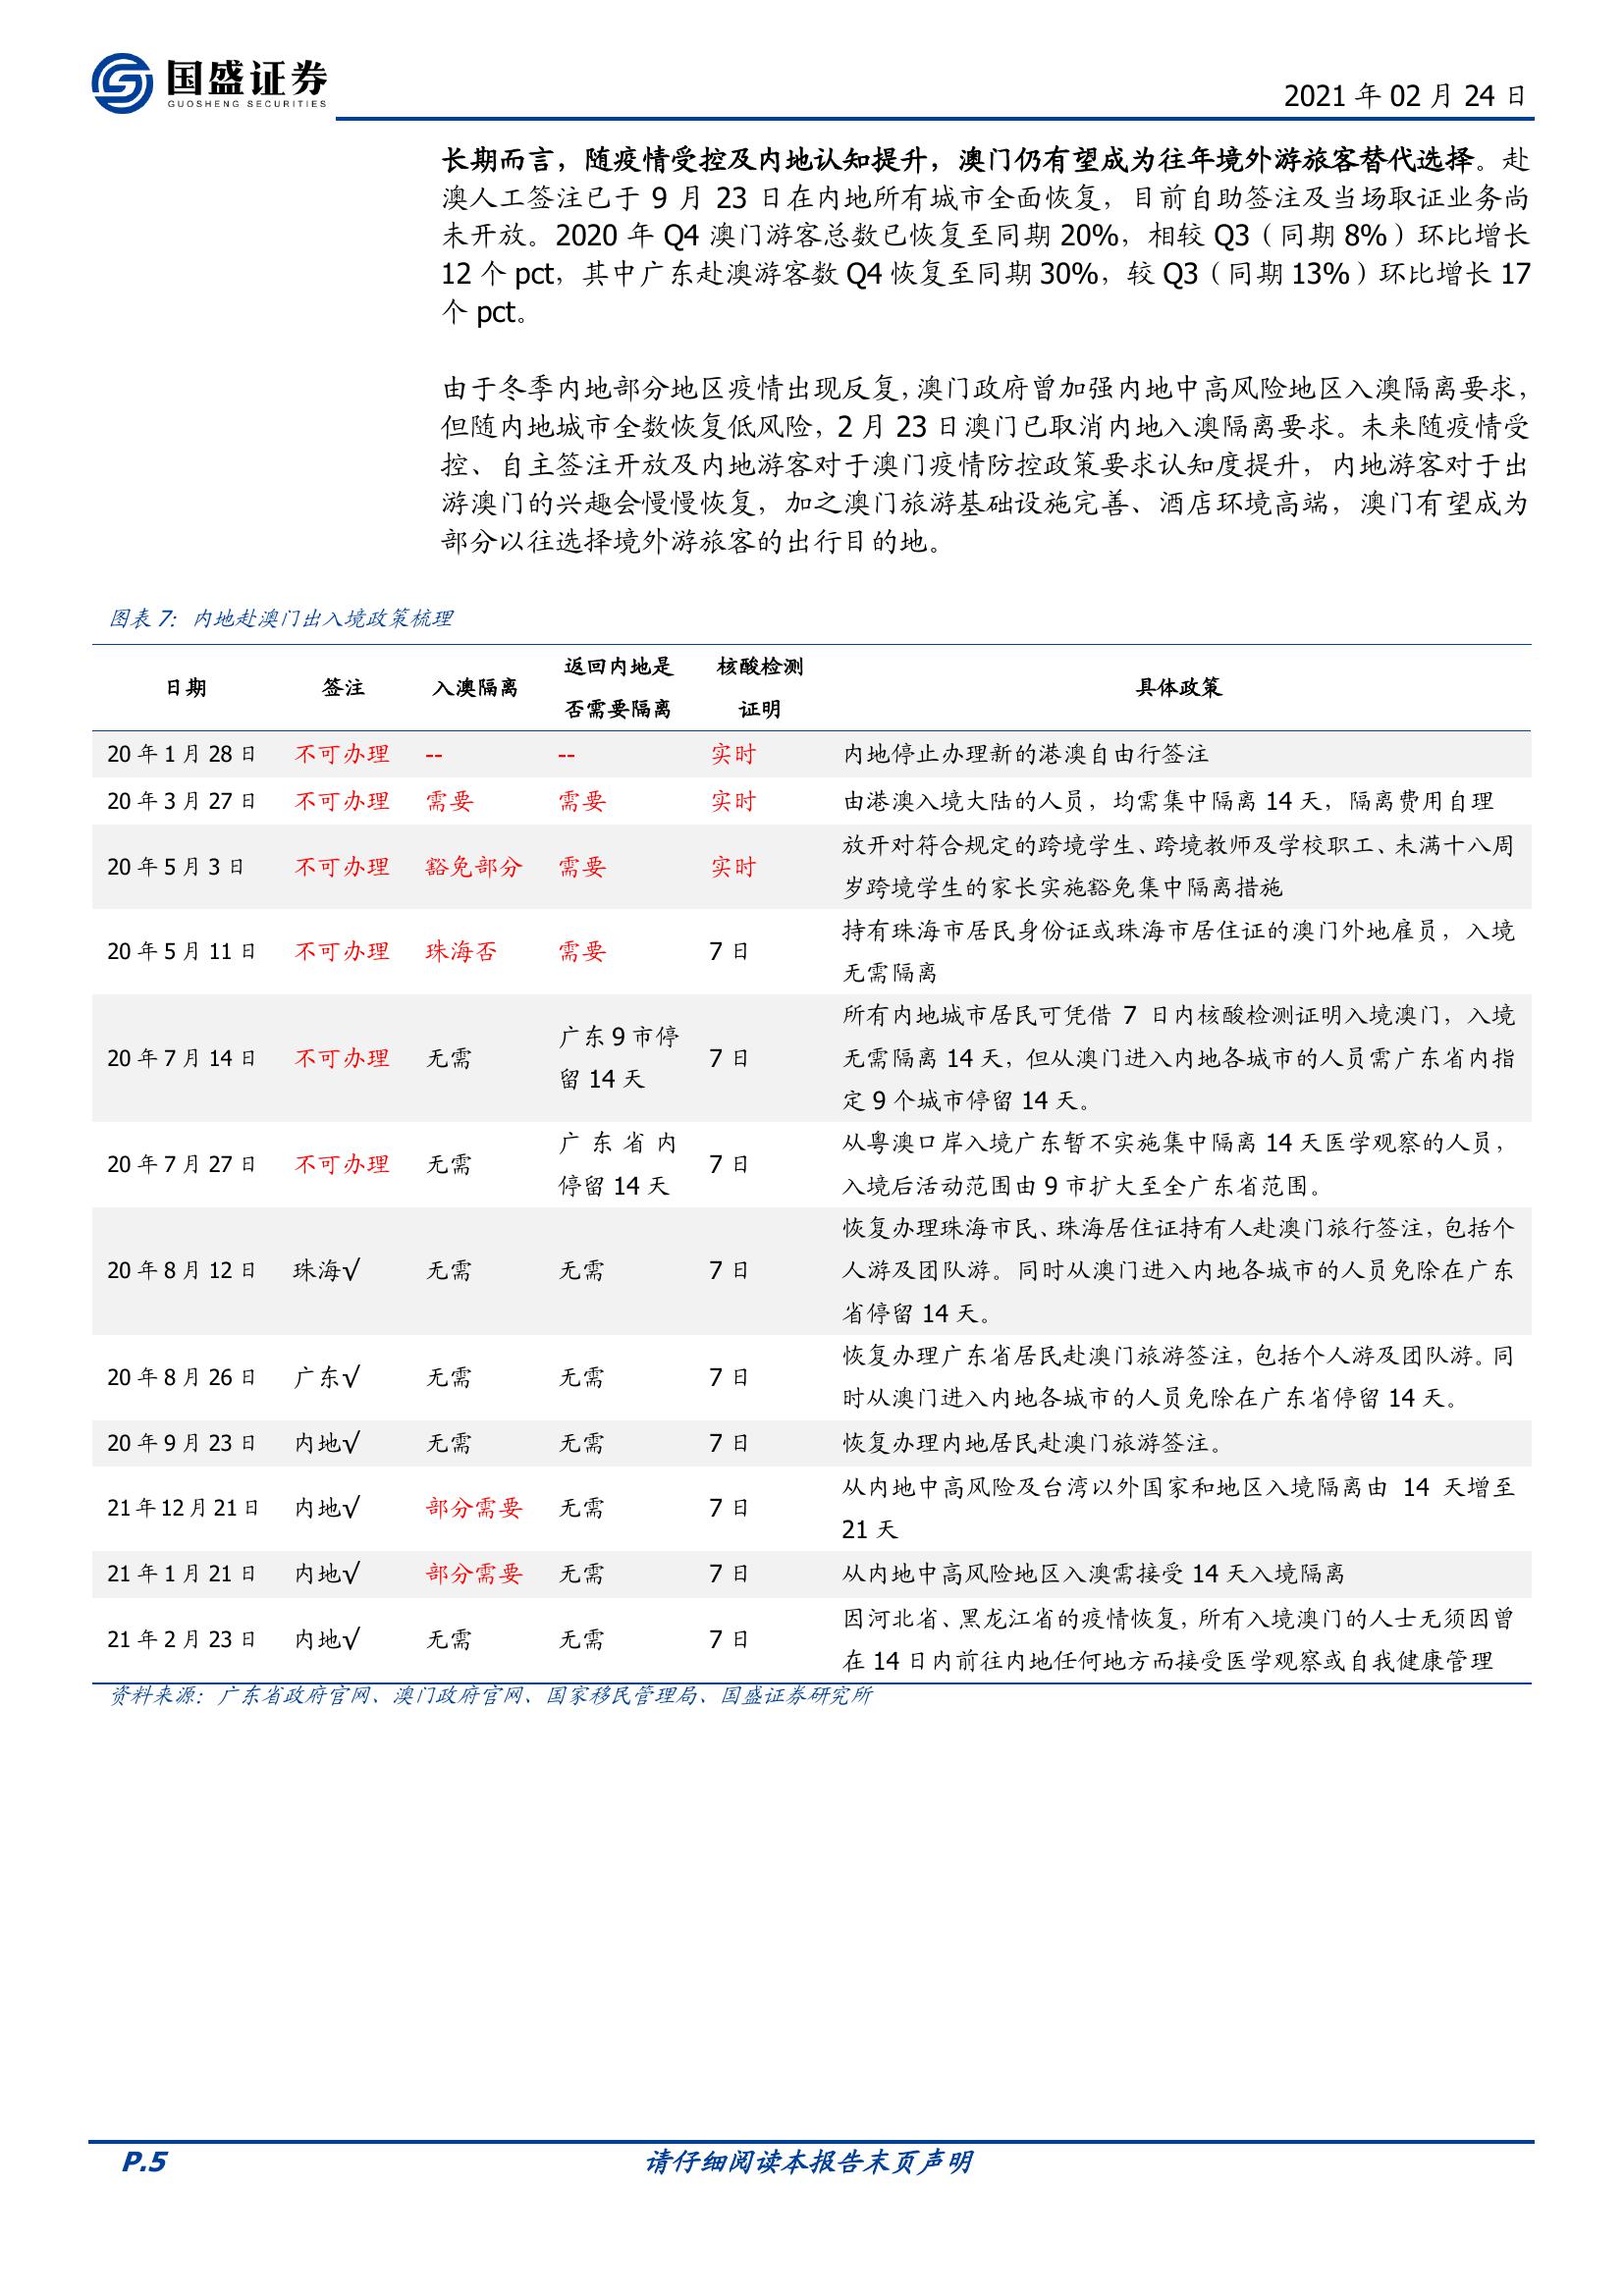 国盛证券
GUOSHENG SECURITIES
2021 年 02 月 24 日
长期而言，随疫情受控及内地认知提升，澳门仍有望成为往年境外游旅客替代选择。赴
澳人工签注已于 9 月 23 日在内地所有城市全面恢复，目前自助签注及当场取证业务尚
未开放。2020 年 Q4 澳门游客总数已恢复至同期 20%，相较 Q3（同期 8%）环比增长
12 个 pct，其中广东赴澳游客数 Q4 恢复至同期 30%，较 Q3（同期 13%）环比增长 17
个 pct。
由于冬季内地部分地区疫情出现反复，澳门政府曾加强内地中高风险地区入澳隔离要求，
但随内地城市全数恢复低风险，2 月 23 日澳门已取消内地入澳隔离要求。未来随疫情受
控、自主签注开放及内地游客对于澳门疫情防控政策要求认知度提升，内地游客对于出
游澳门的兴趣会慢慢恢复，加之澳门旅游基础设施完善、酒店环境高端，澳门有望成为
部分以往选择境外游旅客的出行目的地。
图表 7：内地赴澳门出入境政策梳理
日期 签注 入澳隔离 返回内地是 核酸检测 具体政策
否需要隔离 证明
20 年 1 月 28 日 不可办理 -- -- 实时 内地停止办理新的港澳自由行签注
20 年 3 月 27 日 不可办理 需要 需要 实时 由港澳入境大陆的人员，均需集中隔离 14 天，隔离费用自理
20 年 5 月 3 日 不可办理 豁免部分 需要 实时 放开对符合规定的跨境学生、跨境教师及学校职工、未满十八周
岁跨境学生的家长实施豁免集中隔离措施
20 年 5 月 11 日 不可办理 珠海否 需要 7 日 持有珠海市居民身份证或珠海市居住证的澳门外地雇员，入境
无需隔离
20 年 7 月 14 日 不可办理 无需 广东 9 市停 7 日 所有内地城市居民可凭借 7 日内核酸检测证明入境澳门，入境
留 14 天 无需隔离 14 天，但从澳门进入内地各城市的人员需广东省内指
定 9 个城市停留 14 天。
20 年 7 月 27 日 不可办理 无需 广 东 省 内 7 日 从粤澳口岸入境广东暂不实施集中隔离 14 天医学观察的人员，
停留 14 天 入境后活动范围由 9 市扩大至全广东省范围。
20 年 8 月 12 日 珠海√ 无需 无需 7 日 恢复办理珠海市民、珠海居住证持有人赴澳门旅行签注，包括个
人游及团队游。同时从澳门进入内地各城市的人员免除在广东
省停留 14 天。
20 年 8 月 26 日 广东√ 无需 无需 7 日 恢复办理广东省居民赴澳门旅游签注，包括个人游及团队游。同
时从澳门进入内地各城市的人员免除在广东省停留 14 天。
20 年 9 月 23 日 内地√ 无需 无需 7 日 恢复办理内地居民赴澳门旅游签注。
21 年 12 月 21 日 内地√ 部分需要 无需 7 日 从内地中高风险及台湾以外国家和地区入境隔离由 14 天增至
21 天
21 年 1 月 21 日 内地√ 部分需要 无需 7 日 从内地中高风险地区入澳需接受 14 天入境隔离
21 年 2 月 23 日 内地√ 无需 无需 7 日 因河北省、黑龙江省的疫情恢复，所有入境澳门的人士无须因曾
在 14 日内前往内地任何地方而接受医学观察或自我健康管理
资料来源：广东省政府官网、澳门政府官网、国家移民管理局、国盛证券研究所
P.5 请仔细阅读本报告末页声明